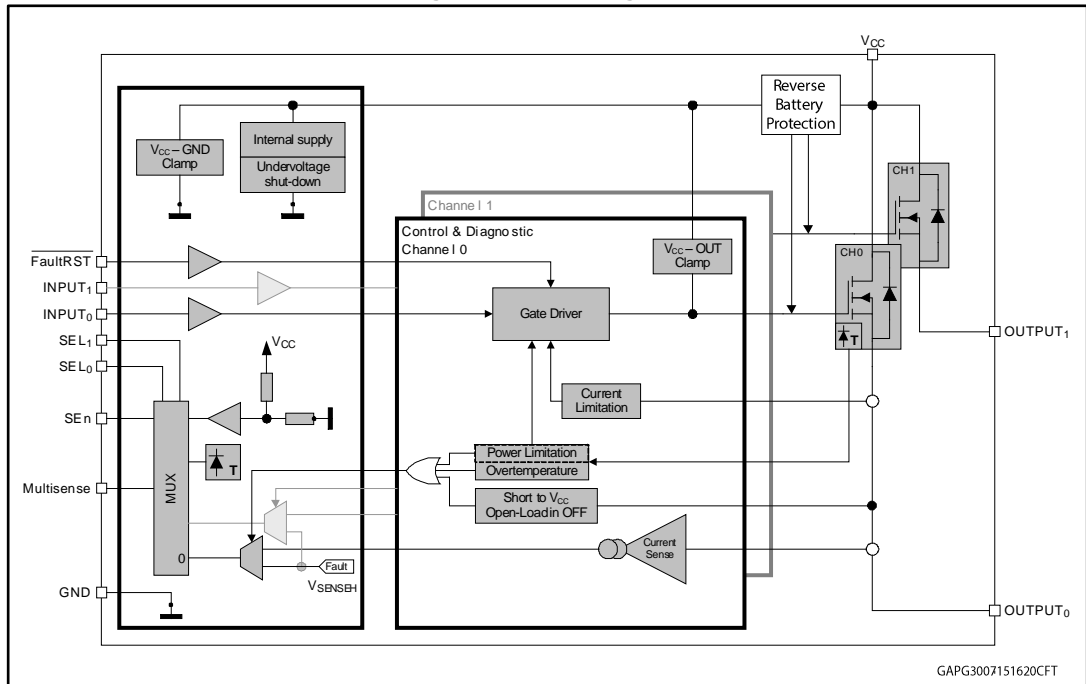 VCC
Reverse
Battery
Protection
VCC – GND
Clamp
Internal supply
Undervoltage
shut-down
CH1
Channel 1
Control & Diagnostic
Channel 0
VCC – OUT
Clamp
CH0
T
FaultRST
INPUT1
INPUT0
SEL1
SEL0
SEn
Multisense
GND
Gate Driver
OUTPUT1
VCC
Current
Limitation
T
MUX
0
Power Limitation
Overtemperature
Short to VCC
Open-Load in OFF
Current
Sense
Fault
VSENSEH
OUTPUT0
GAPG3007151620CFT